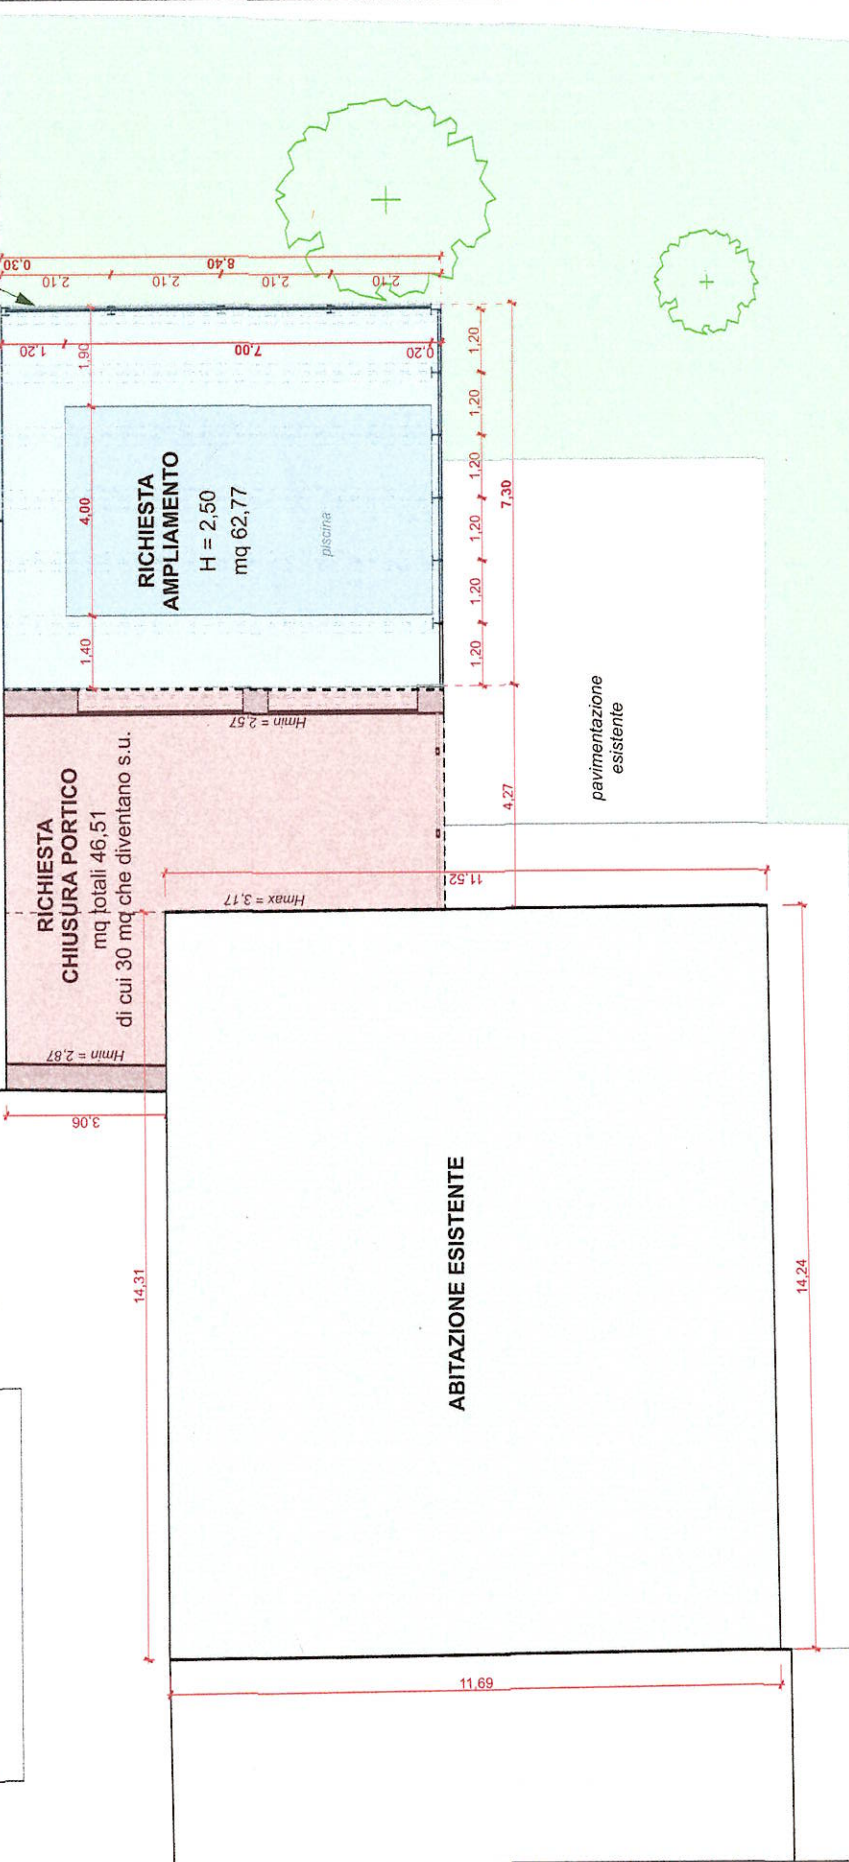 0,30
8,40
2,10
2,10
2,10
2,10
1,20
7,00
0,20
1,90
4,00
1,40
RICHIESTA
AMPLIAMENTO
H = 2,50
mq 62,77
piscina
1,20
1,20
1,20
1,20
1,20
1,20
7,30
4,27
pavimentazione
esistente
Hmin = 2,57
RICHIESTA
CHIUSURA PORTICO
mq totali 46,51
di cui 30 mq che diventano s.u.
Hmax = 3,17
11,52
Hmin = 2,87
3,06
14,31
ABITAZIONE ESISTENTE
14,24
11,69